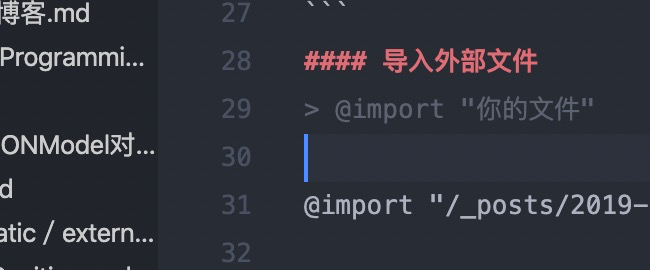 博客.md
Programmi...
ONModel对...
d
atic / extern...
27 ```
28 #### 导入外部文件
29 > @import "你的文件"
30
31 @import "/_posts/2019-
32